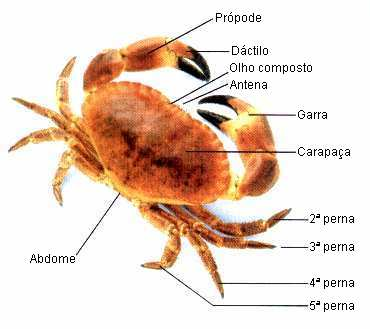 Própode
Dáctilo
Olho composto
Antena
Garra
Carapaça
2ª perna
3ª perna
Abdome
4ª perna
5ª perna